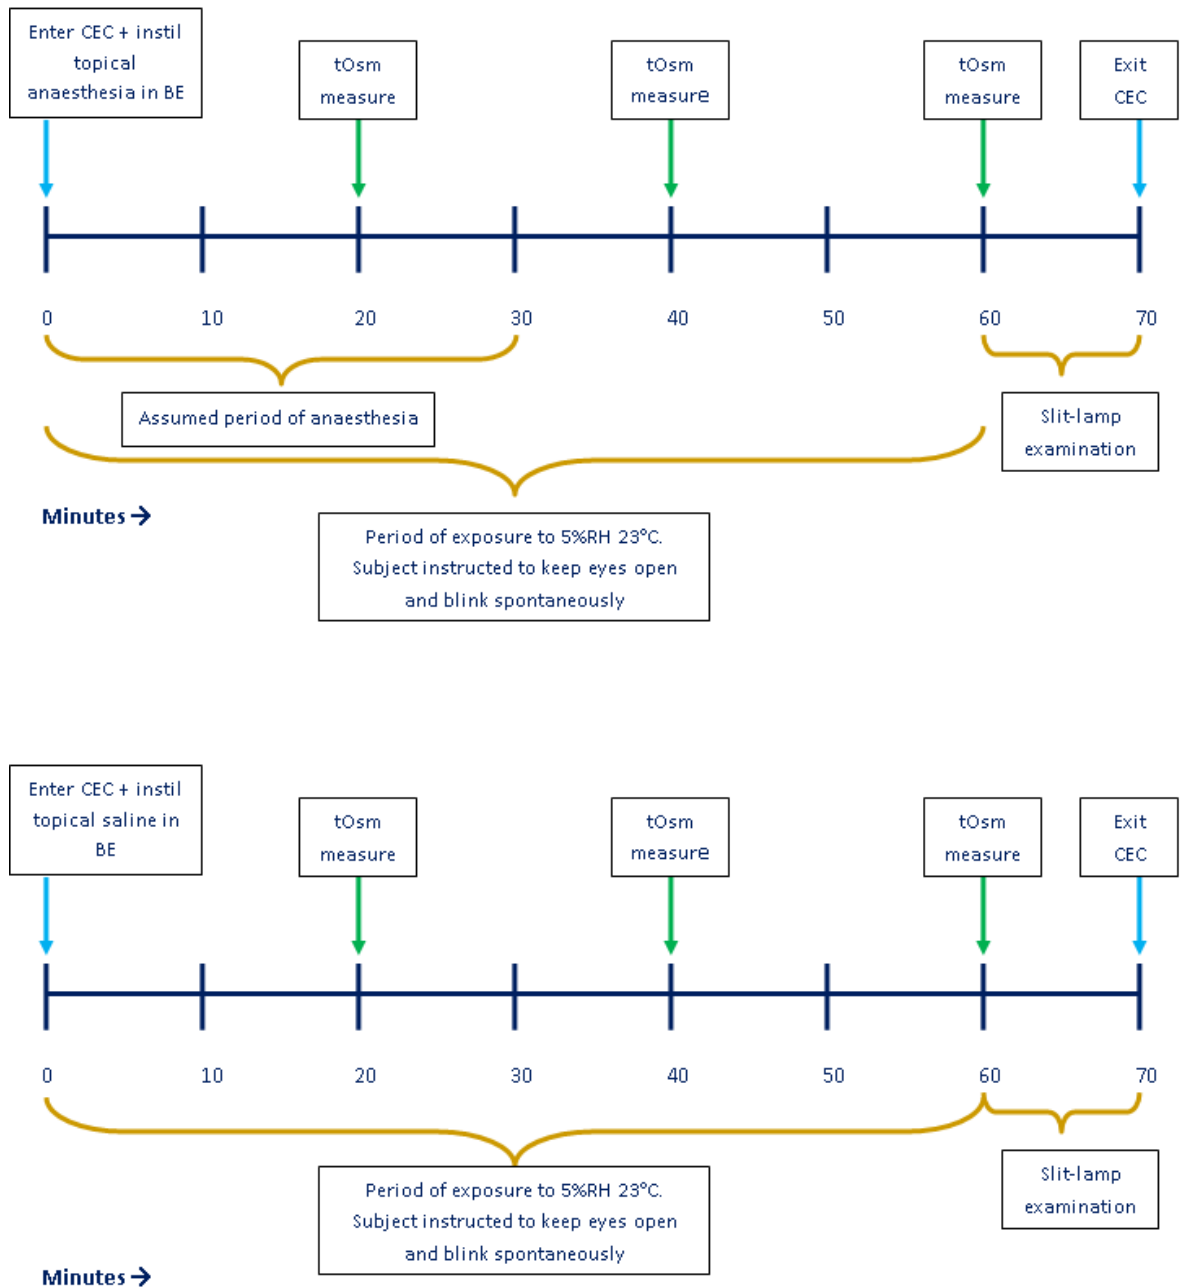 Enter CEC + instil
topical
anaesthesia in BE
tOsm
measure
tOsm
measure
tOsm
measure
Exit
CEC
0
10
20
30
40
50
60
70
Assumed period of anaesthesia
Slit-lamp
examination
Minutes →
Period of exposure to 5%RH 23°C.
Subject instructed to keep eyes open
and blink spontaneously
Enter CEC + instil
topical saline in
BE
tOsm
measure
tOsm
measure
tOsm
measure
Exit
CEC
0
10
20
30
40
50
60
70
Slit-lamp
examination
Period of exposure to 5%RH 23°C.
Subject instructed to keep eyes open
and blink spontaneously
Minutes →